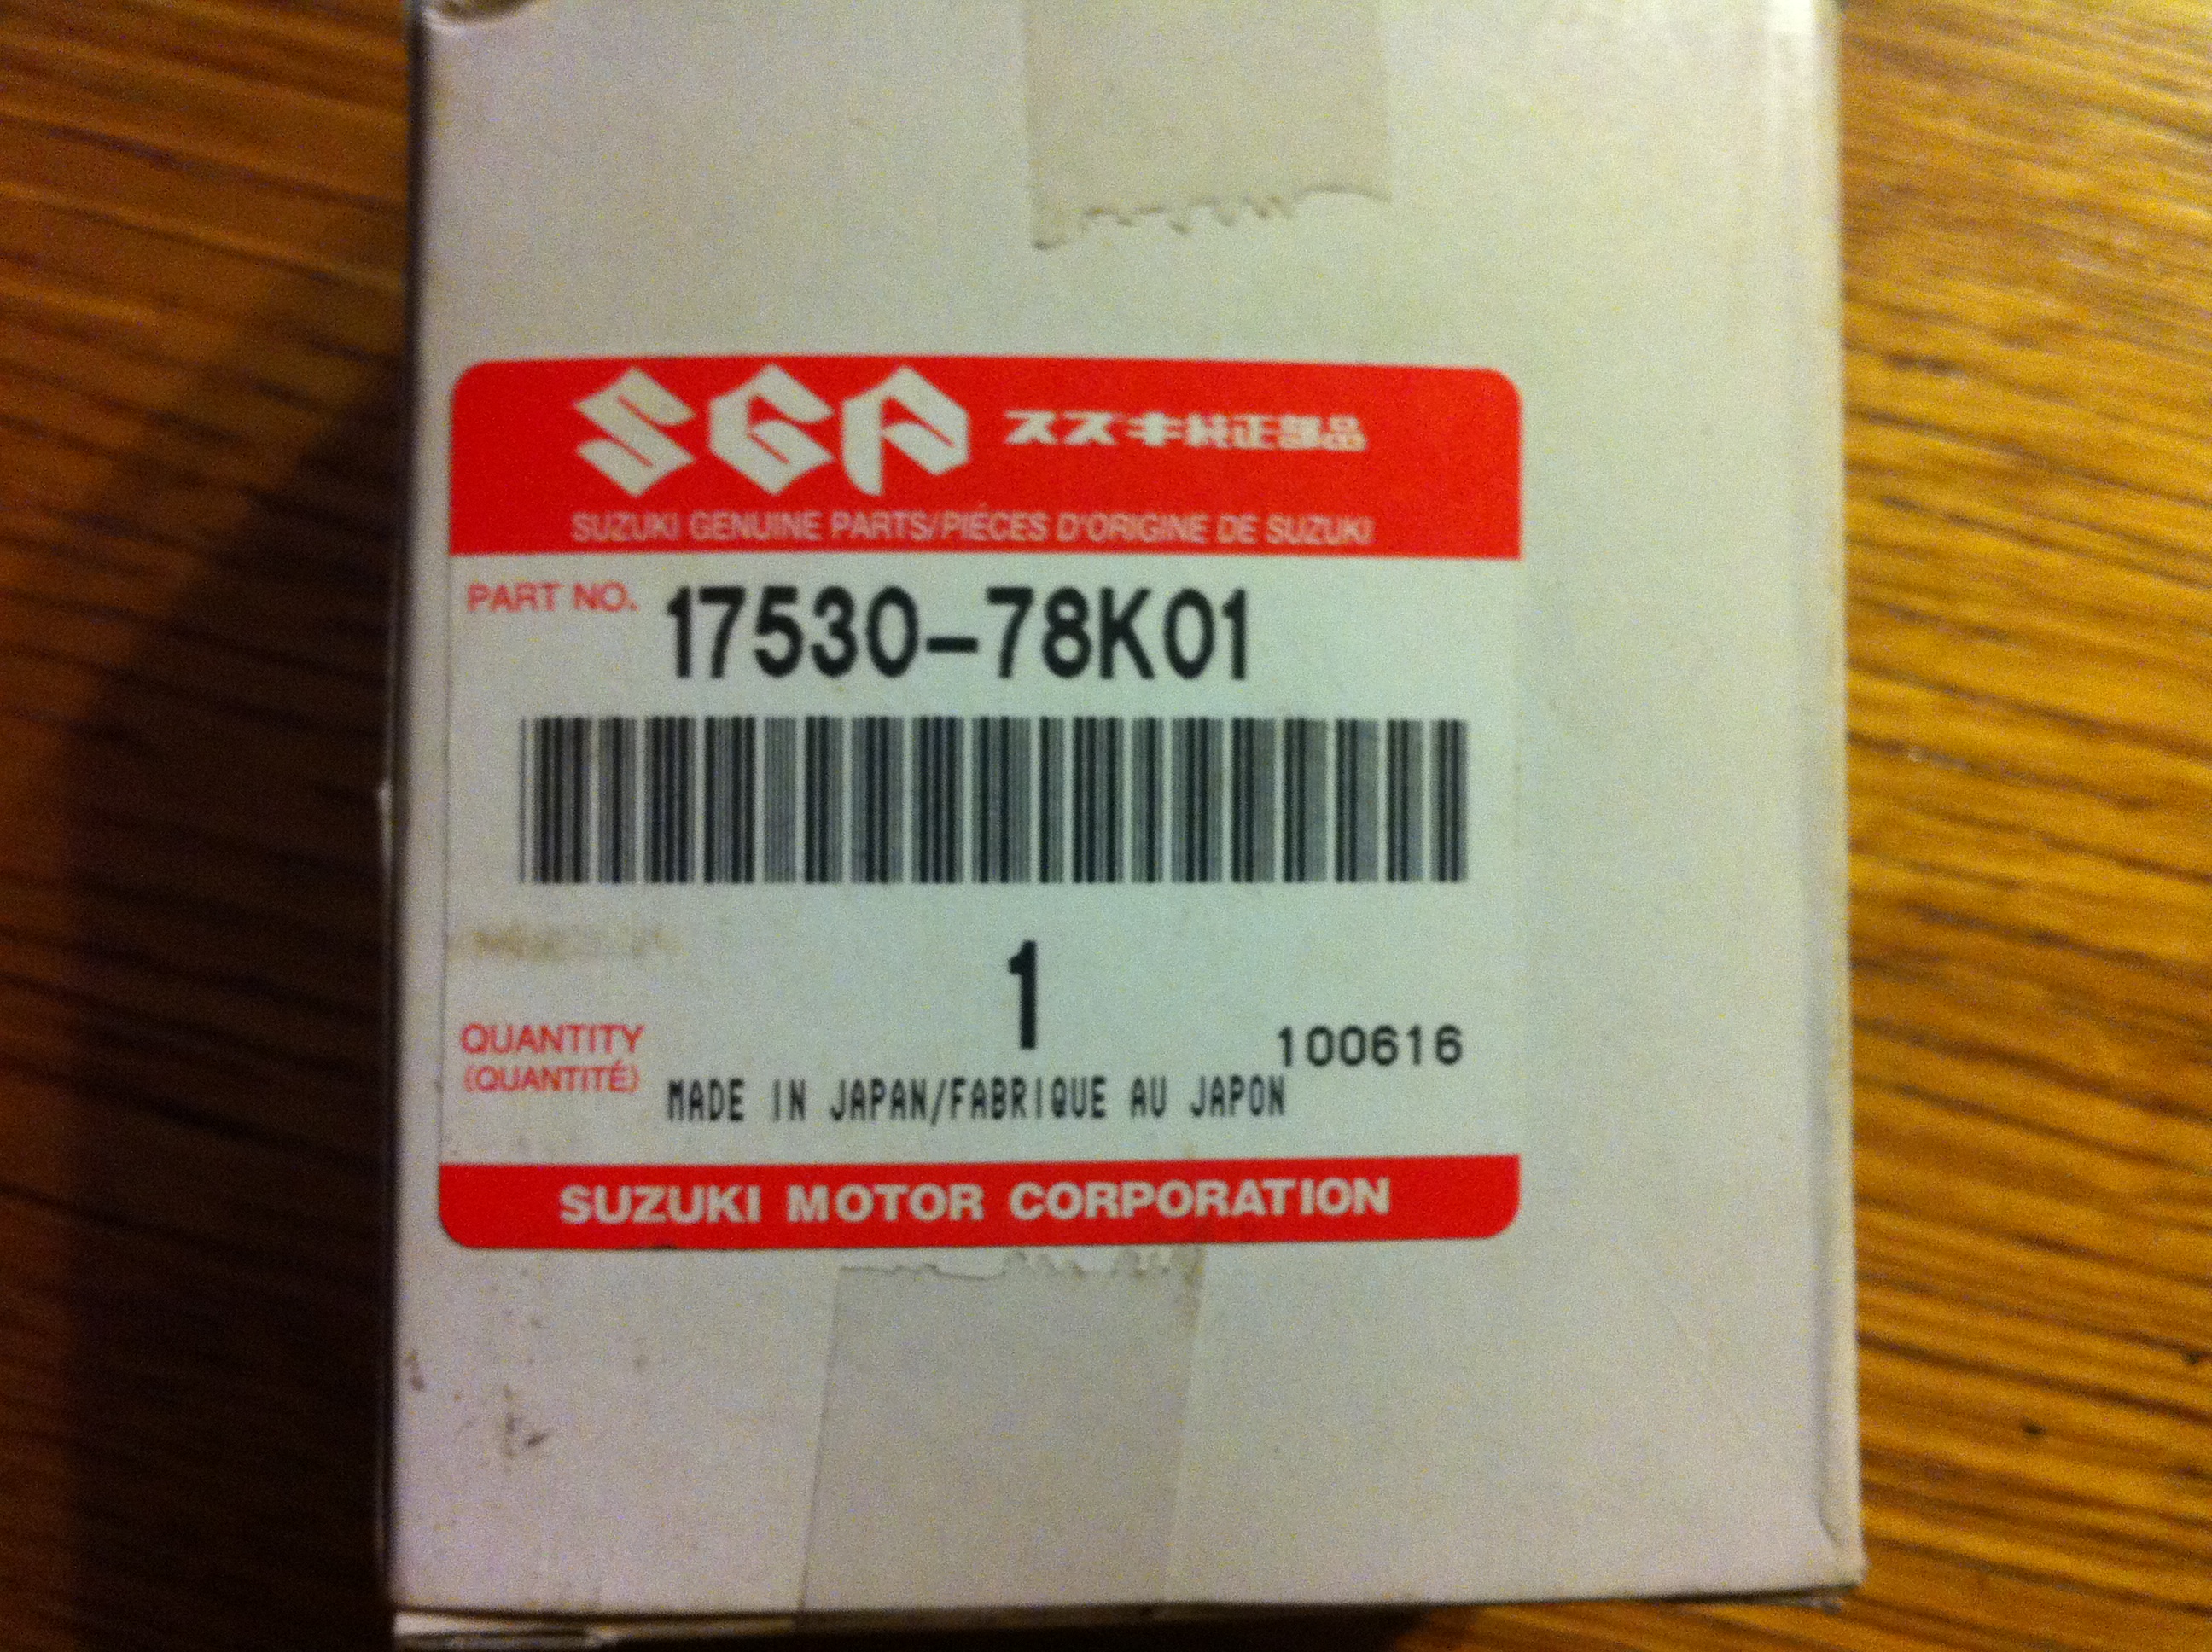 SGP スズキ純正部品
SUZUKI GENUINE PARTS/PIÉCES D'ORIGINE DE SUZUKI
PART NO. 17530-78K01
1
QUANTITY
(QUANTITÉ)
100616
MADE IN JAPAN/FABRIQUE AU JAPON
SUZUKI MOTOR CORPORATION